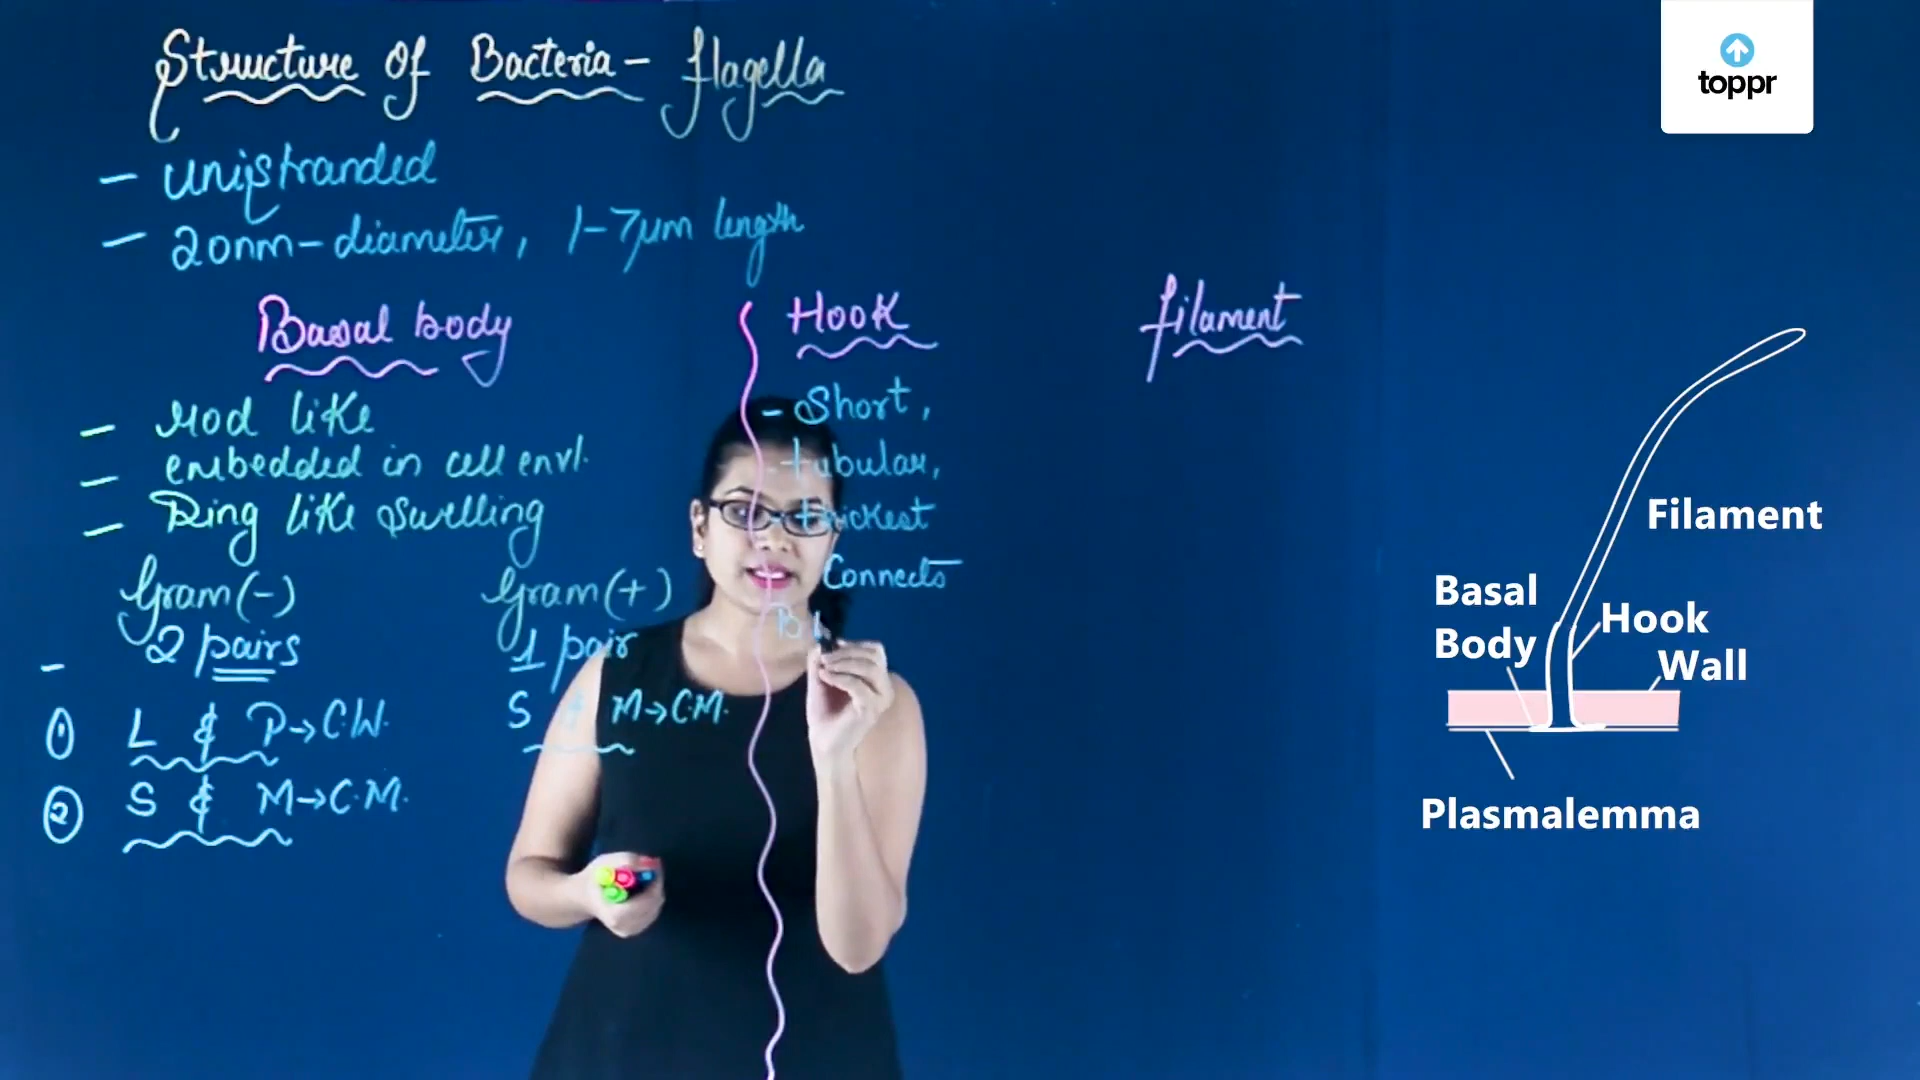 Structure of Bacteria - flagella
- unistranded
- 20nm - diameter, 1-7μm length
Basal body
- rod like
- embedded in cell envl.
- Ring like swelling
Gram(-) Gram(+)
- 2 pairs 1 pair
① L & P→C.W. S & M→C.M.
② S & M→C.M.
Hook
- Short,
- tubular,
- thickest
Connects
filament
toppr
Filament
Basal
Body
Hook
Wall
Plasmalemma